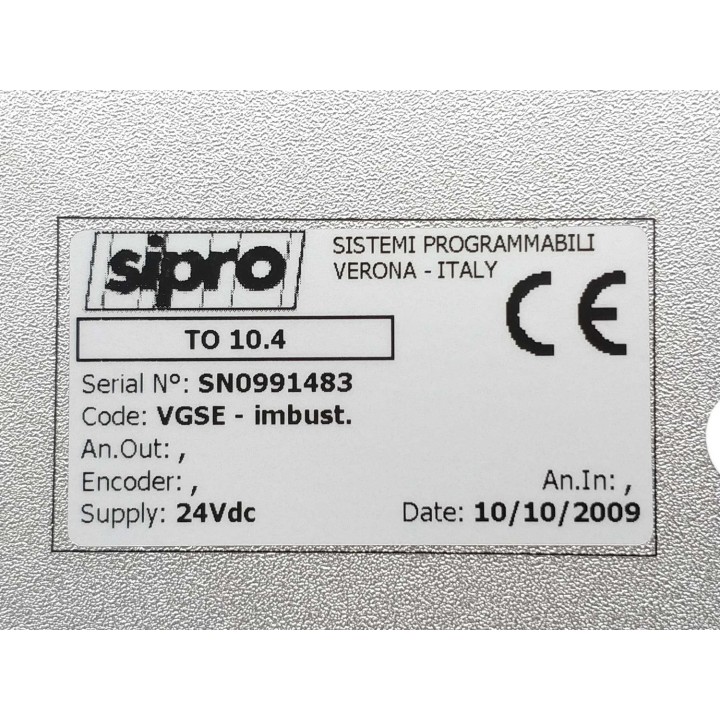 sipro
SISTEMI PROGRAMMABILI
VERONA - ITALY
CE
TO 10.4
Serial N°: SN0991483
Code: VGSE - imbust.
An.Out: ,
Encoder: ,
An.In: ,
Supply: 24Vdc
Date: 10/10/2009